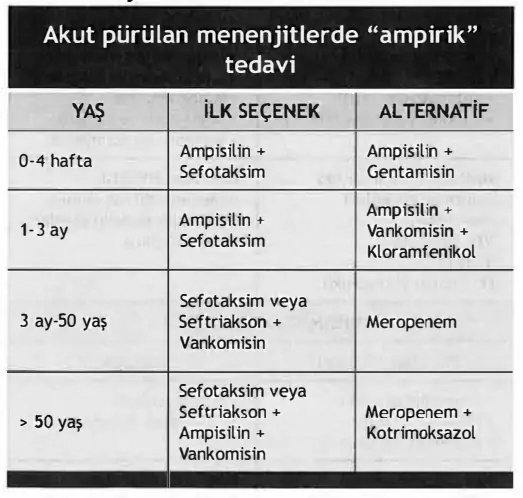 Akut pürülan menenjitlerde “ampirik”
tedavi
YAŞ İLK SEÇENEK ALTERNATİF
0-4 hafta
Ampisilin +
Sefotaksim
Ampisilin +
Gentamisin
1-3 ay
Ampisilin +
Sefotaksim
Ampisilin +
Vankomisin +
Kloramfenikol
3 ay-50 yaş
Sefotaksim veya
Seftriakson +
Vankomisin
Meropenem
> 50 yaş
Sefotaksim veya
Seftriakson +
Ampisilin +
Vankomisin
Meropenem +
Kotrimoksazol